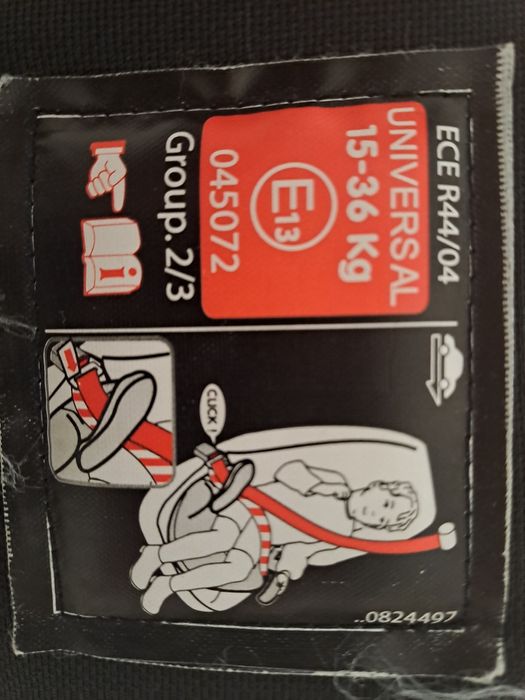 ECE R44/04
UNIVERSAL
15-36 Kg
E13
045072
Group. 2/3
i
CLICK !
..0824497